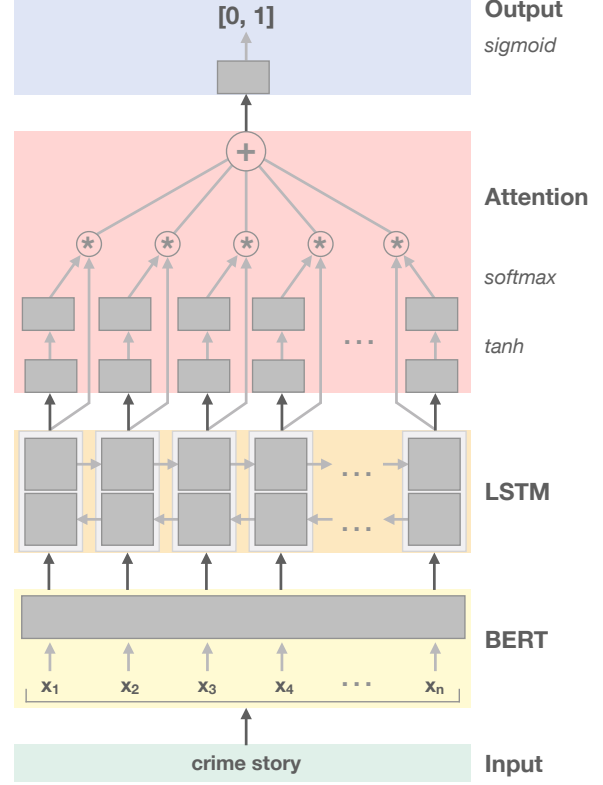 Output
[0, 1]
sigmoid
+
Attention
* * * * *
softmax
...
tanh
...
LSTM
...
BERT
x₁ x₂ x₃ x₄ ... xₙ
crime story
Input